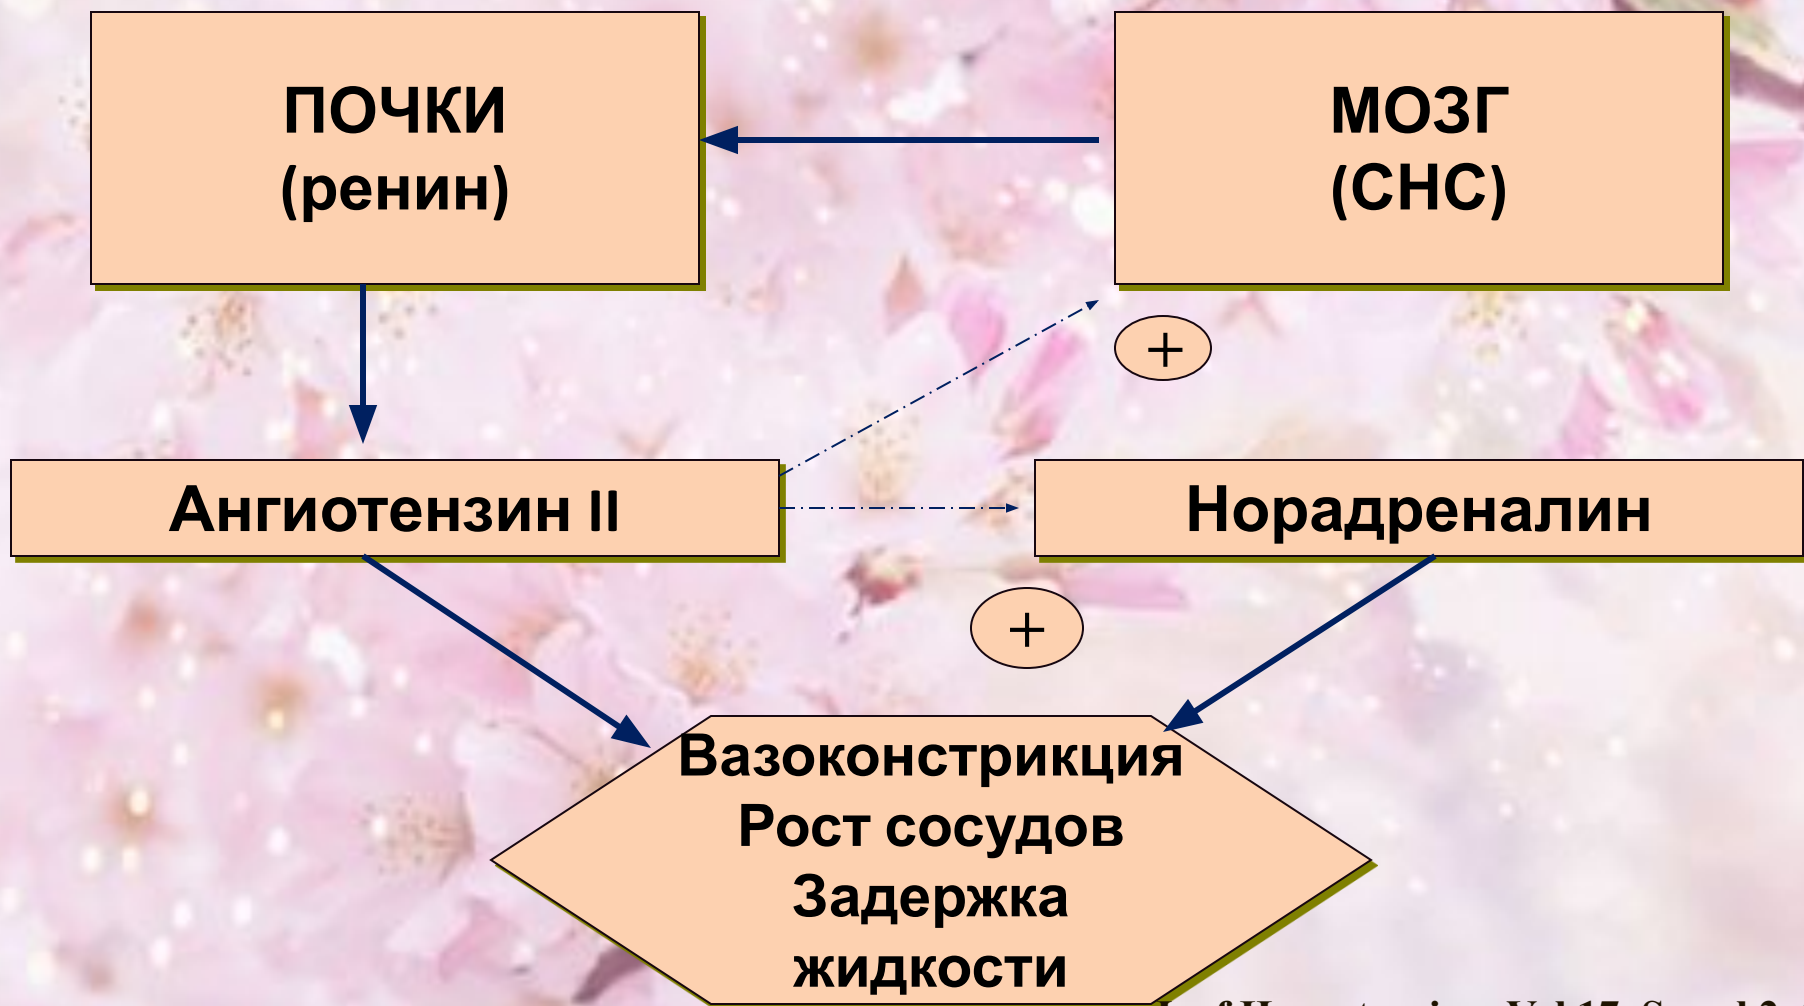 ПОЧКИ
(ренин)
МОЗГ
(СНС)
+
Ангиотензин II
Норадреналин
+
Вазоконстрикция
Рост сосудов
Задержка
жидкости